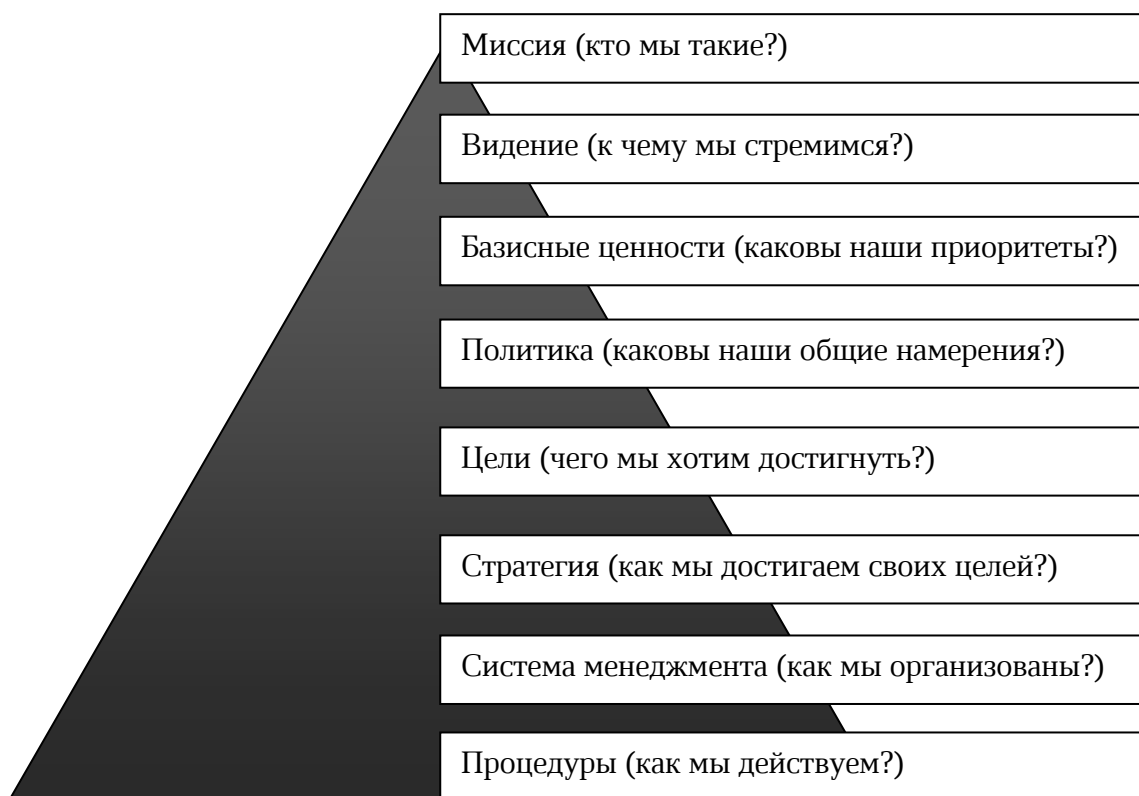 Миссия (кто мы такие?)
Видение (к чему мы стремимся?)
Базисные ценности (каковы наши приоритеты?)
Политика (каковы наши общие намерения?)
Цели (чего мы хотим достигнуть?)
Стратегия (как мы достигаем своих целей?)
Система менеджмента (как мы организованы?)
Процедуры (как мы действуем?)